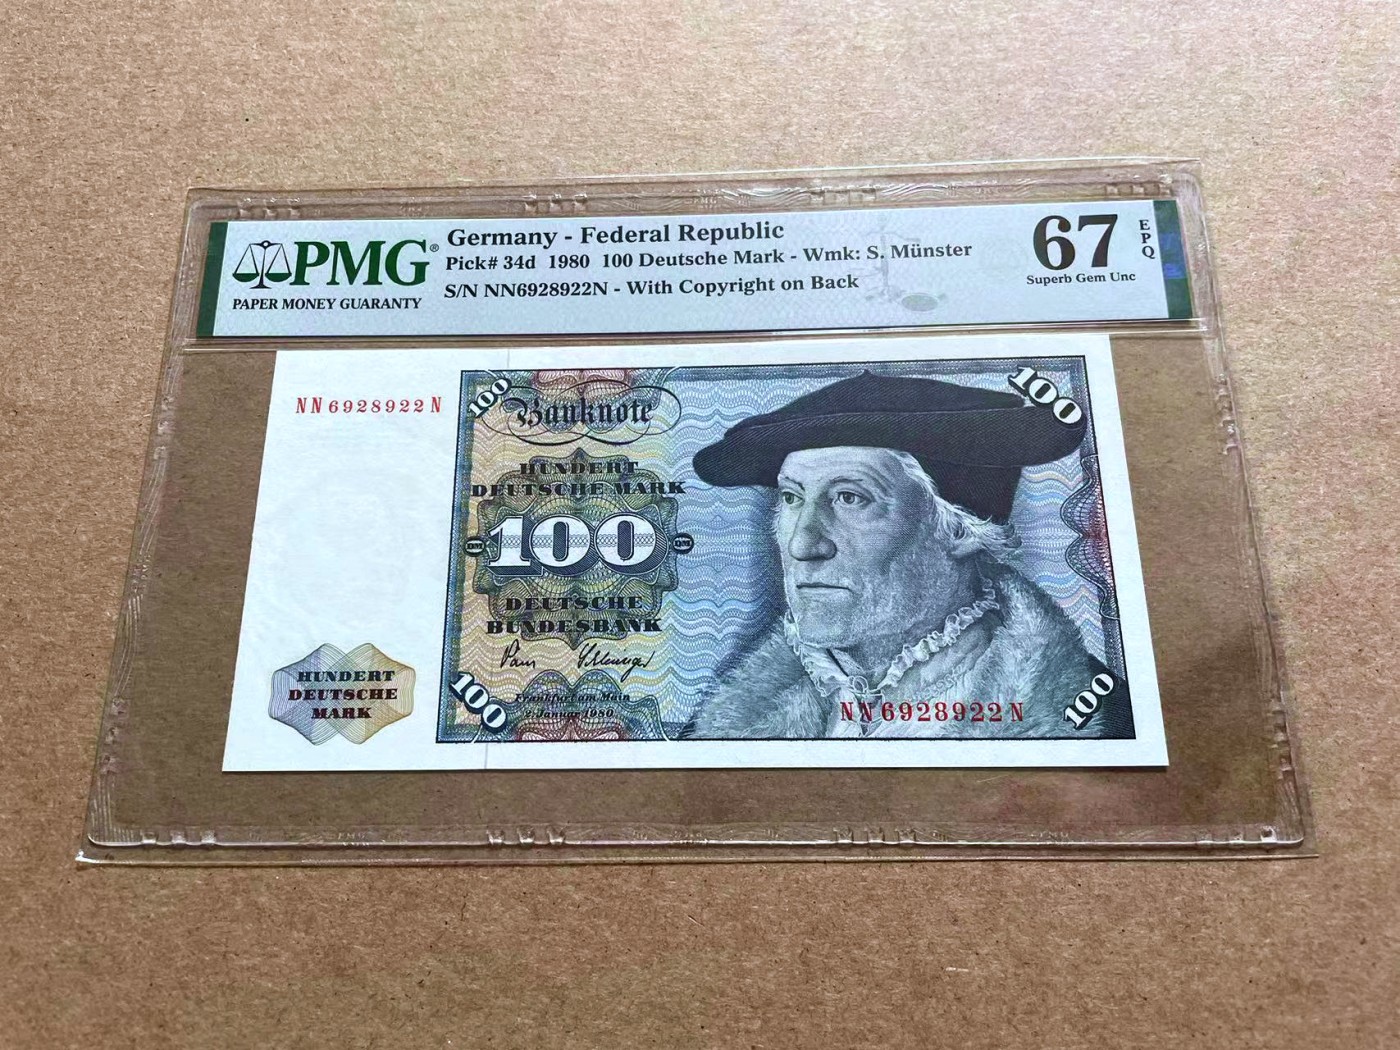 PMG®
PAPER MONEY GUARANTY
Germany - Federal Republic
Pick# 34d 1980 100 Deutsche Mark - Wmk: S. Münster
S/N NN6928922N - With Copyright on Back
67
EPQ
Superb Gem Unc
NN6928922N
100
Banknote
100
HUNDERT
DEUTSCHE MARK
DM 100 DM
DEUTSCHE
BUNDESBANK
Frankfurt am Main
2. Januar 1980
HUNDERT
DEUTSCHE
MARK
100
NN6928922N
100